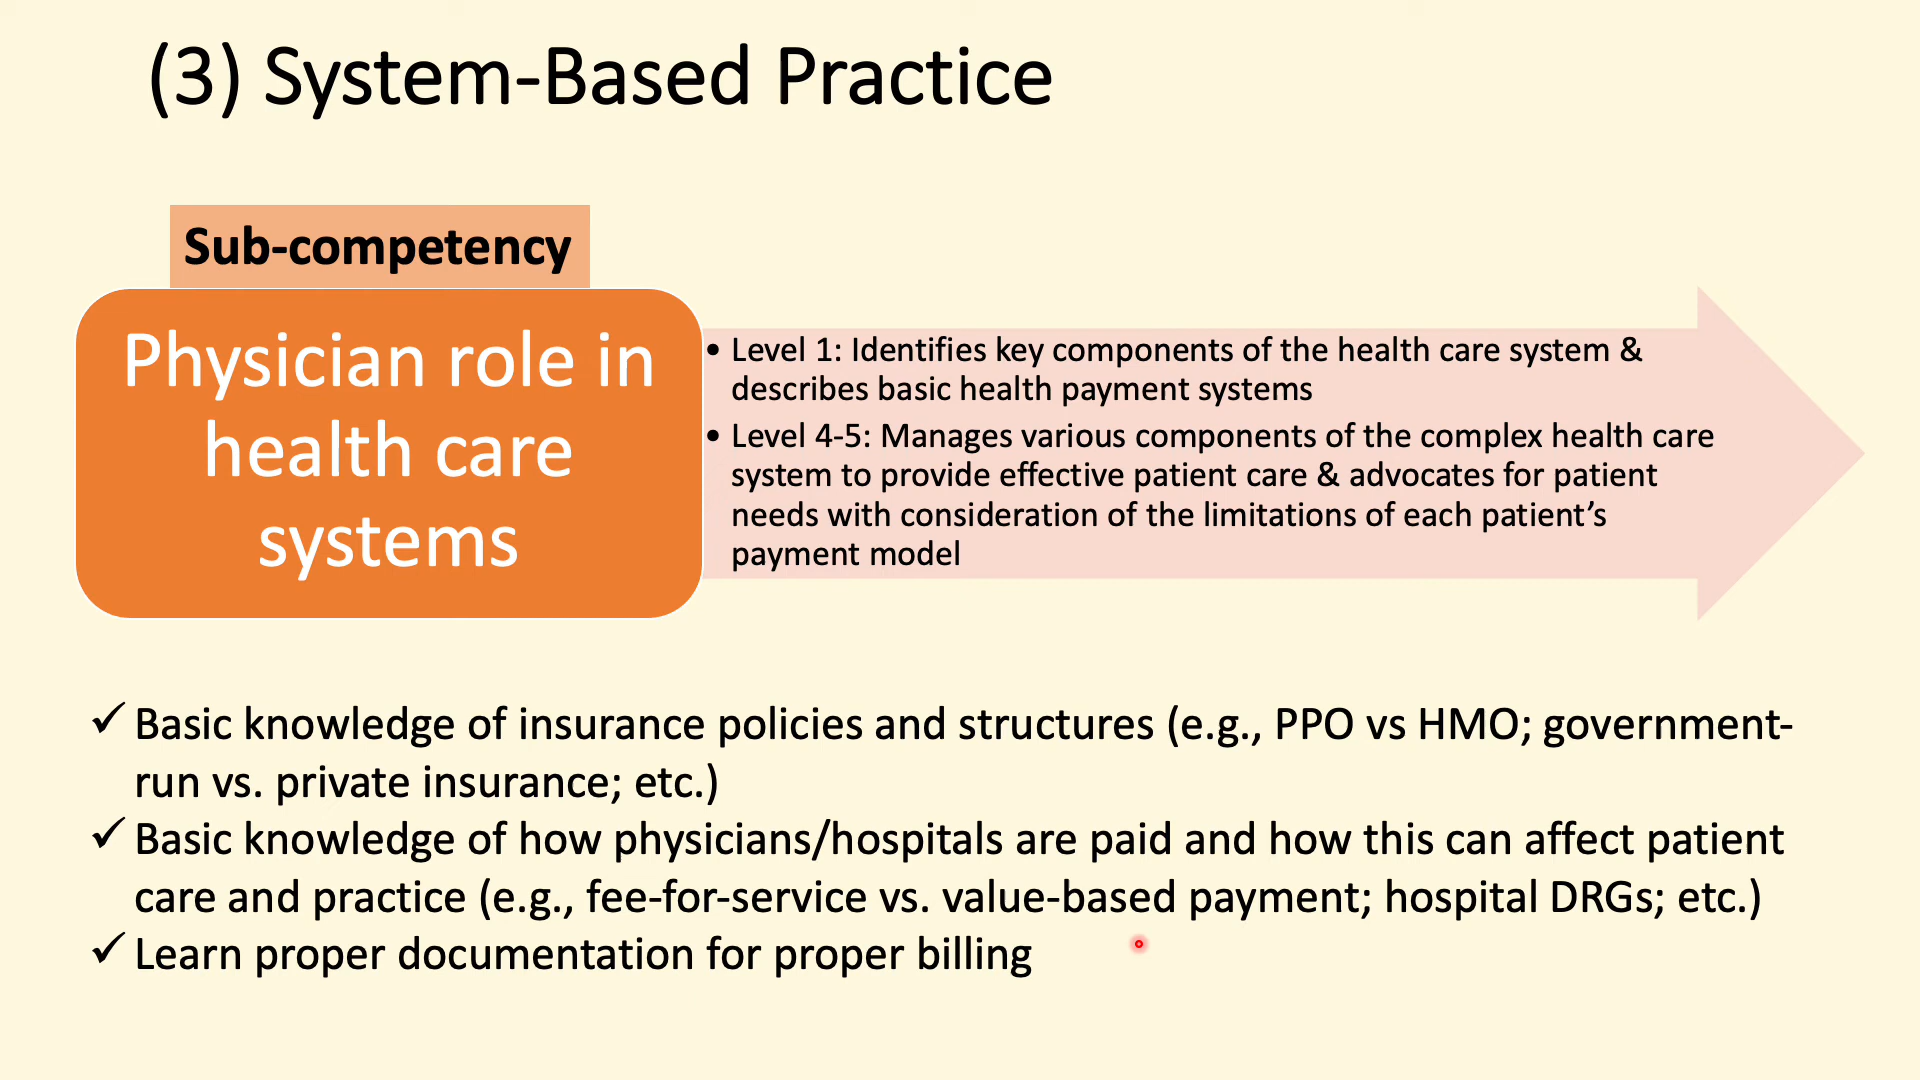 (3) System-Based Practice
Sub-competency
Physician role in
health care
systems
• Level 1: Identifies key components of the health care system &
describes basic health payment systems
• Level 4-5: Manages various components of the complex health care
system to provide effective patient care & advocates for patient
needs with consideration of the limitations of each patient’s
payment model
✓ Basic knowledge of insurance policies and structures (e.g., PPO vs HMO; government-
run vs. private insurance; etc.)
✓ Basic knowledge of how physicians/hospitals are paid and how this can affect patient
care and practice (e.g., fee-for-service vs. value-based payment; hospital DRGs; etc.)
✓ Learn proper documentation for proper billing